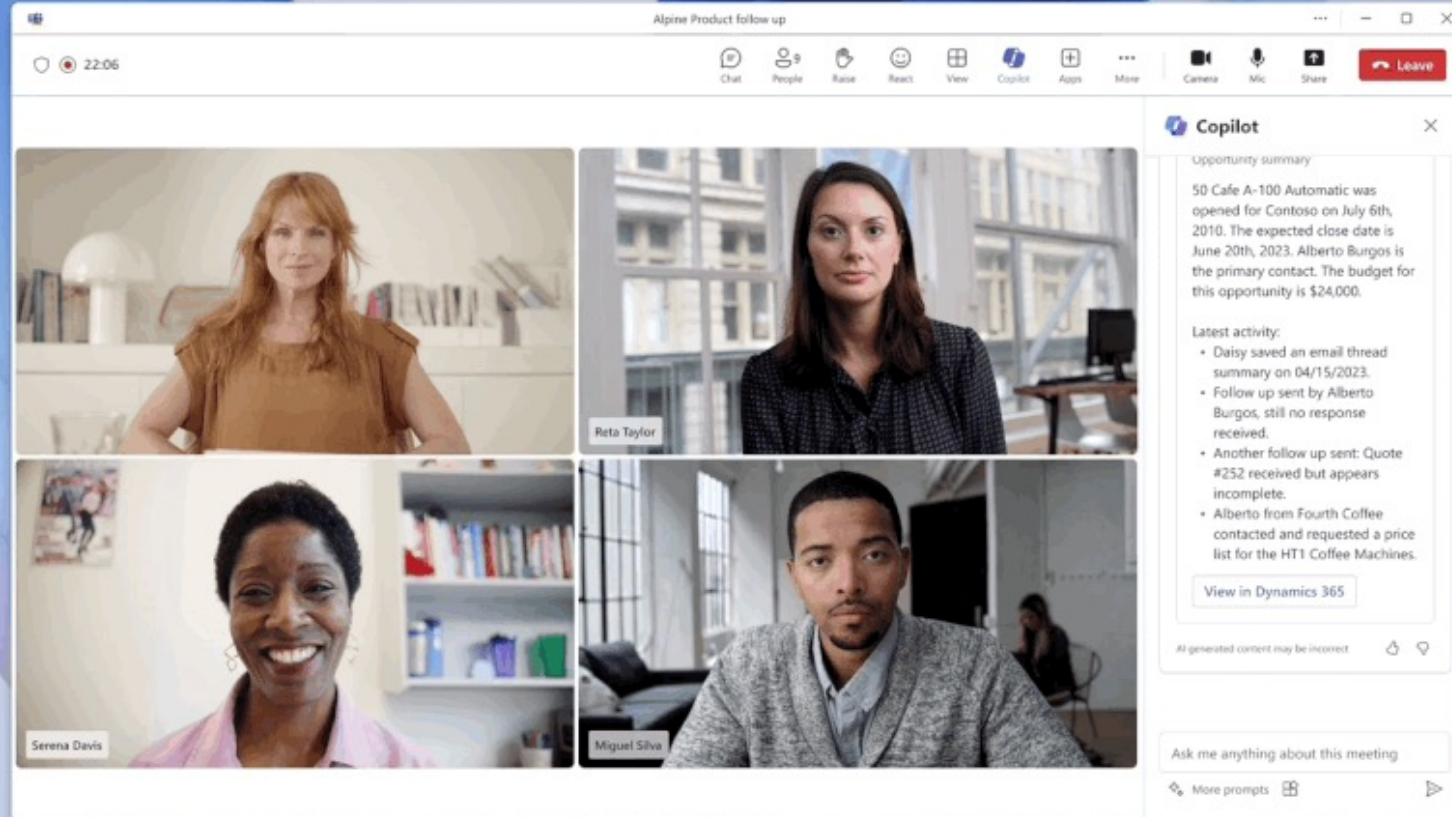 Alpine Product follow up
22:06
Chat
People
9
Raise
React
View
Copilot
Apps
More
Camera
Mic
Share
Leave
Reta Taylor
Serena Davis
Miguel Silva
Copilot
Opportunity summary
50 Cafe A-100 Automatic was
opened for Contoso on July 6th,
2010. The expected close date is
June 20th, 2023. Alberto Burgos is
the primary contact. The budget for
this opportunity is $24,000.
Latest activity:
• Daisy saved an email thread
summary on 04/15/2023.
• Follow up sent by Alberto
Burgos, still no response
received.
• Another follow up sent: Quote
#252 received but appears
incomplete.
• Alberto from Fourth Coffee
contacted and requested a price
list for the HT1 Coffee Machines.
View in Dynamics 365
AI generated content may be incorrect
Ask me anything about this meeting
More prompts